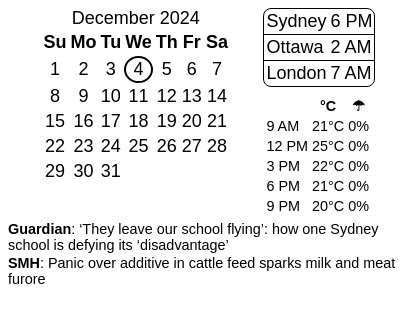 December 2024
Su Mo Tu We Th Fr Sa
1 2 3 4 5 6 7
8 9 10 11 12 13 14
15 16 17 18 19 20 21
22 23 24 25 26 27 28
29 30 31
Sydney 6 PM
Ottawa 2 AM
London 7 AM
°C ☂
9 AM 21°C 0%
12 PM 25°C 0%
3 PM 22°C 0%
6 PM 21°C 0%
9 PM 20°C 0%
Guardian: ‘They leave our school flying’: how one Sydney
school is defying its ‘disadvantage’
SMH: Panic over additive in cattle feed sparks milk and meat
furore